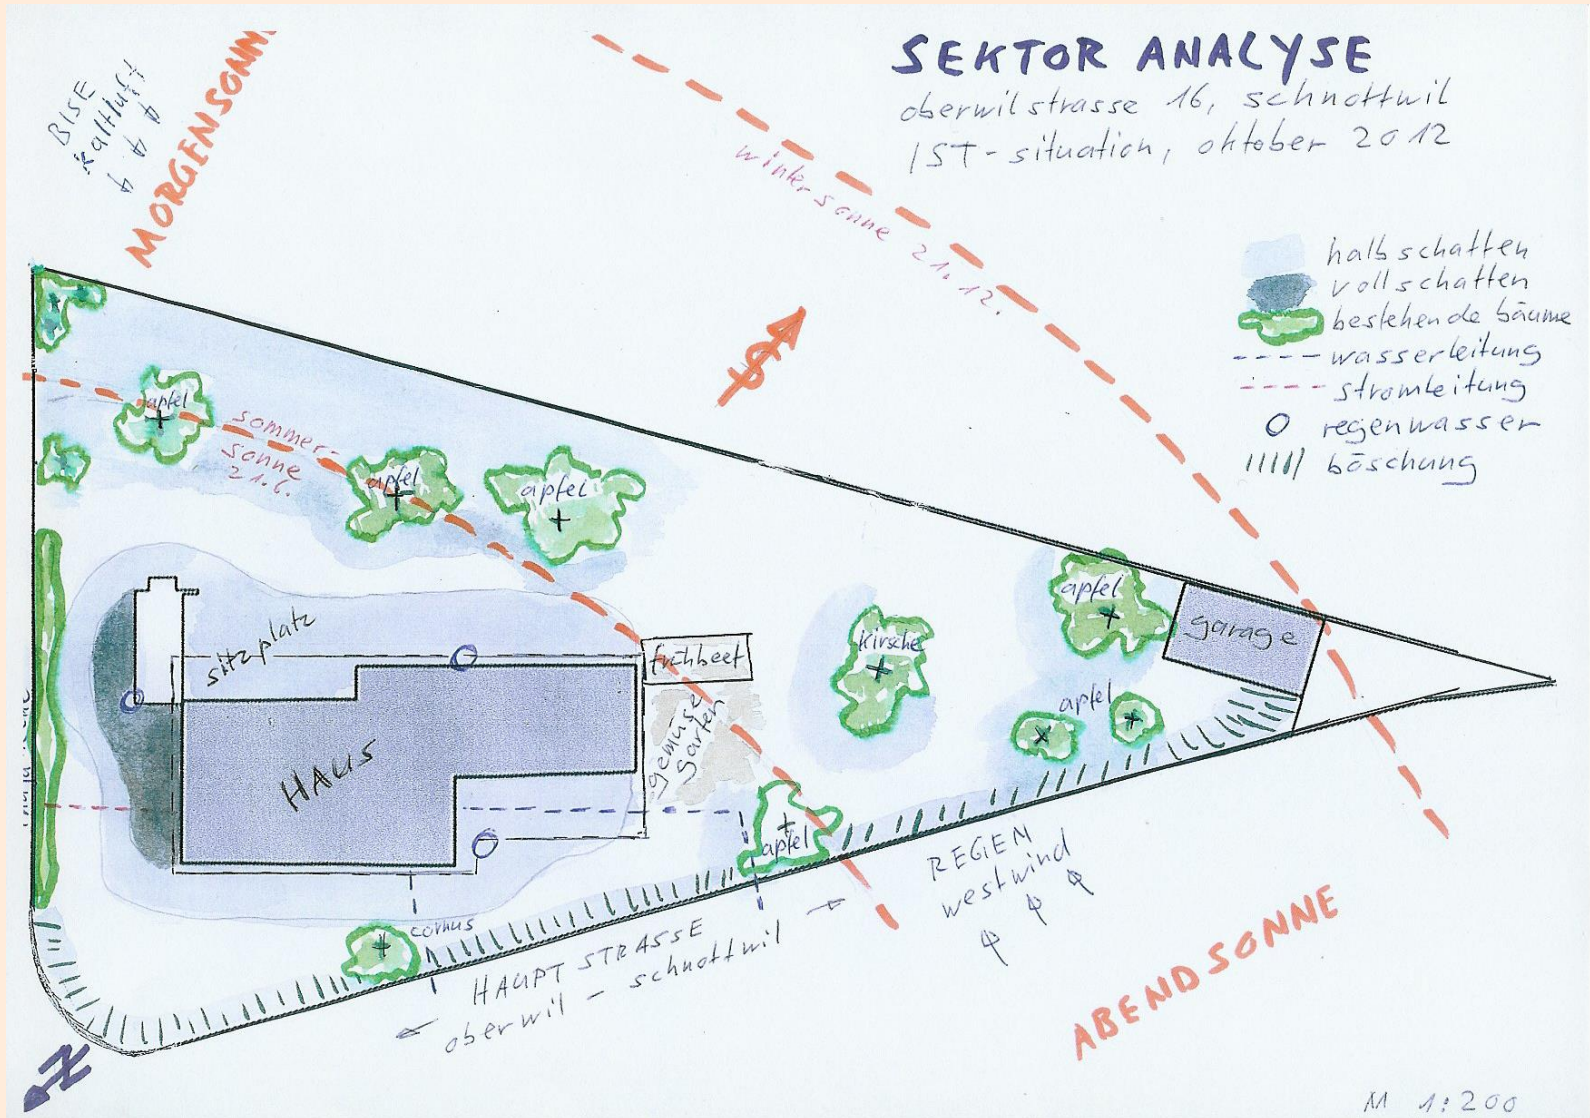 SEKTOR ANALYSE
oberwilstrasse 16, schnottwil
IST-situation, oktober 2012
BISE
kaltluft
MORGENSONNE
wintersonne 21.12.
halbschatten
vollschatten
bestehende bäume
wasserleitung
stromleitung
regenwasser
böschung
S
apfel
sommer-
sonne
21.6.
apfel
apfel
apfel
garage
kirsche
apfel
sitzplatz
frühbeet
gemüse
garten
HAUS
apfel
cornus
REGEN
westwind
HAUPTSTRASSE
oberwil - schnottwil
ABENDSONNE
N
M 1:200